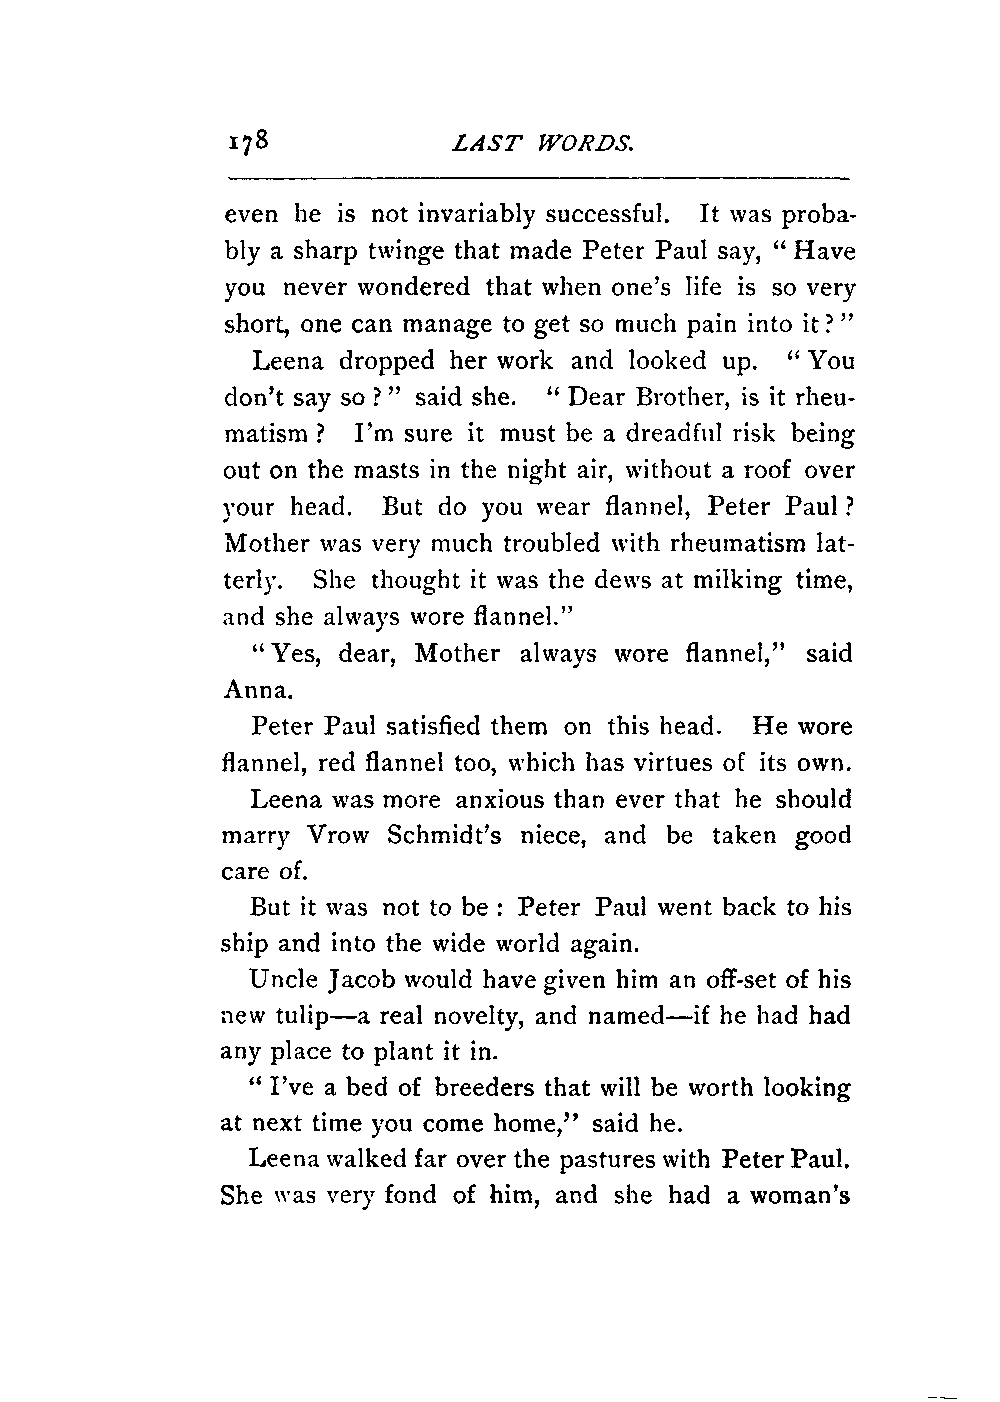 178 LAST WORDS.
even he is not invariably successful. It was proba-
bly a sharp twinge that made Peter Paul say, “Have
you never wondered that when one’s life is so very
short, one can manage to get so much pain into it?”
Leena dropped her work and looked up. “You
don’t say so?” said she. “Dear Brother, is it rheu-
matism? I’m sure it must be a dreadful risk being
out on the masts in the night air, without a roof over
your head. But do you wear flannel, Peter Paul?
Mother was very much troubled with rheumatism lat-
terly. She thought it was the dews at milking time,
and she always wore flannel.”
“Yes, dear, Mother always wore flannel,” said
Anna.
Peter Paul satisfied them on this head. He wore
flannel, red flannel too, which has virtues of its own.
Leena was more anxious than ever that he should
marry Vrow Schmidt’s niece, and be taken good
care of.
But it was not to be: Peter Paul went back to his
ship and into the wide world again.
Uncle Jacob would have given him an off-set of his
new tulip—a real novelty, and named—if he had had
any place to plant it in.
“I’ve a bed of breeders that will be worth looking
at next time you come home,” said he.
Leena walked far over the pastures with Peter Paul.
She was very fond of him, and she had a woman’s